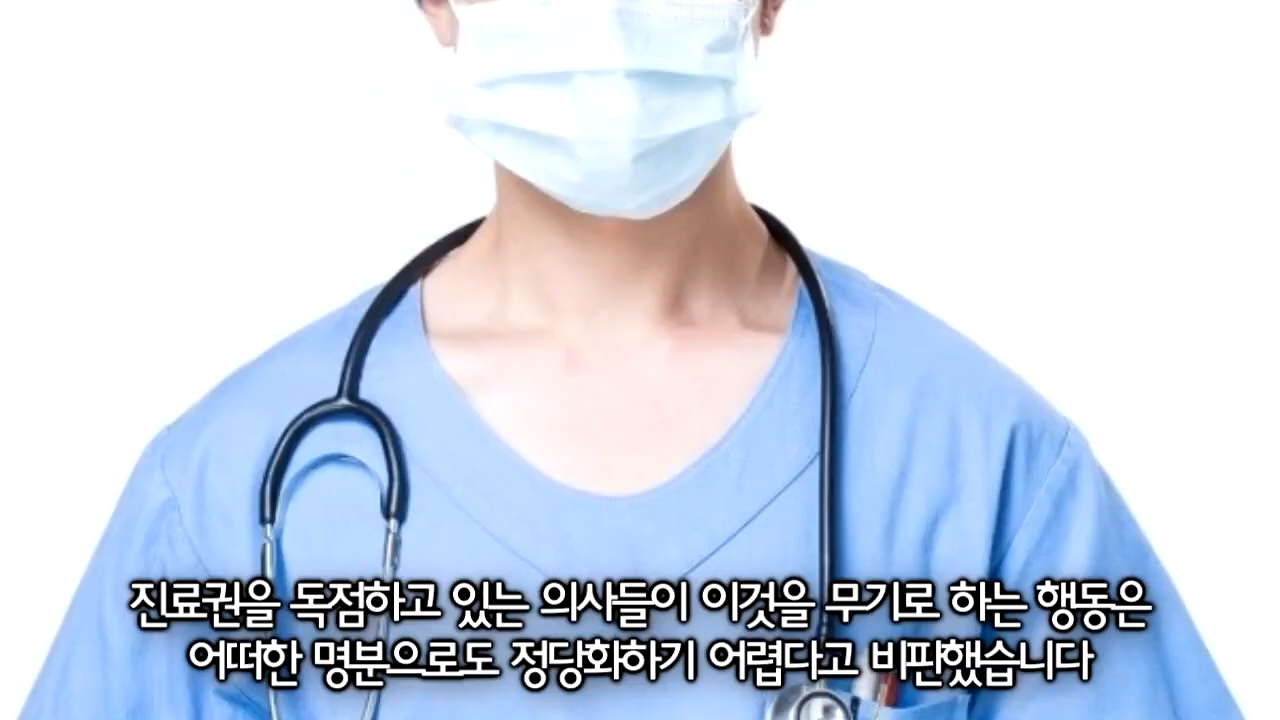 진료권을 독점하고 있는 의사들이 이것을 무기로 하는 행동은
어떠한 명분으로도 정당화하기 어렵다고 비판했습니다